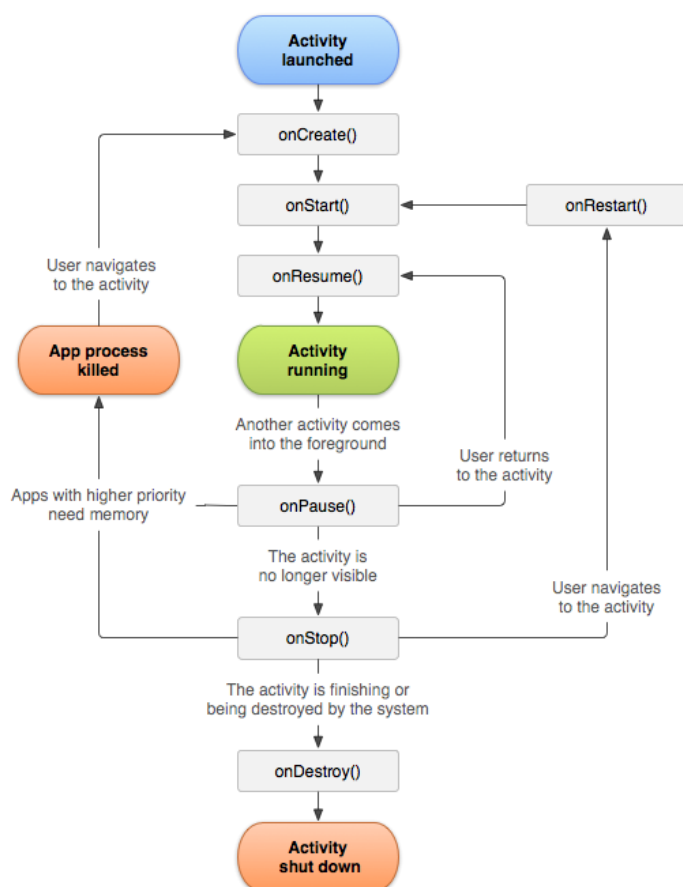 Activity
launched
onCreate()
onStart()
onRestart()
User navigates
to the activity
onResume()
App process
killed
Activity
running
Another activity comes
into the foreground
User returns
to the activity
Apps with higher priority
need memory
onPause()
The activity is
no longer visible
User navigates
to the activity
onStop()
The activity is finishing or
being destroyed by the system
onDestroy()
Activity
shut down